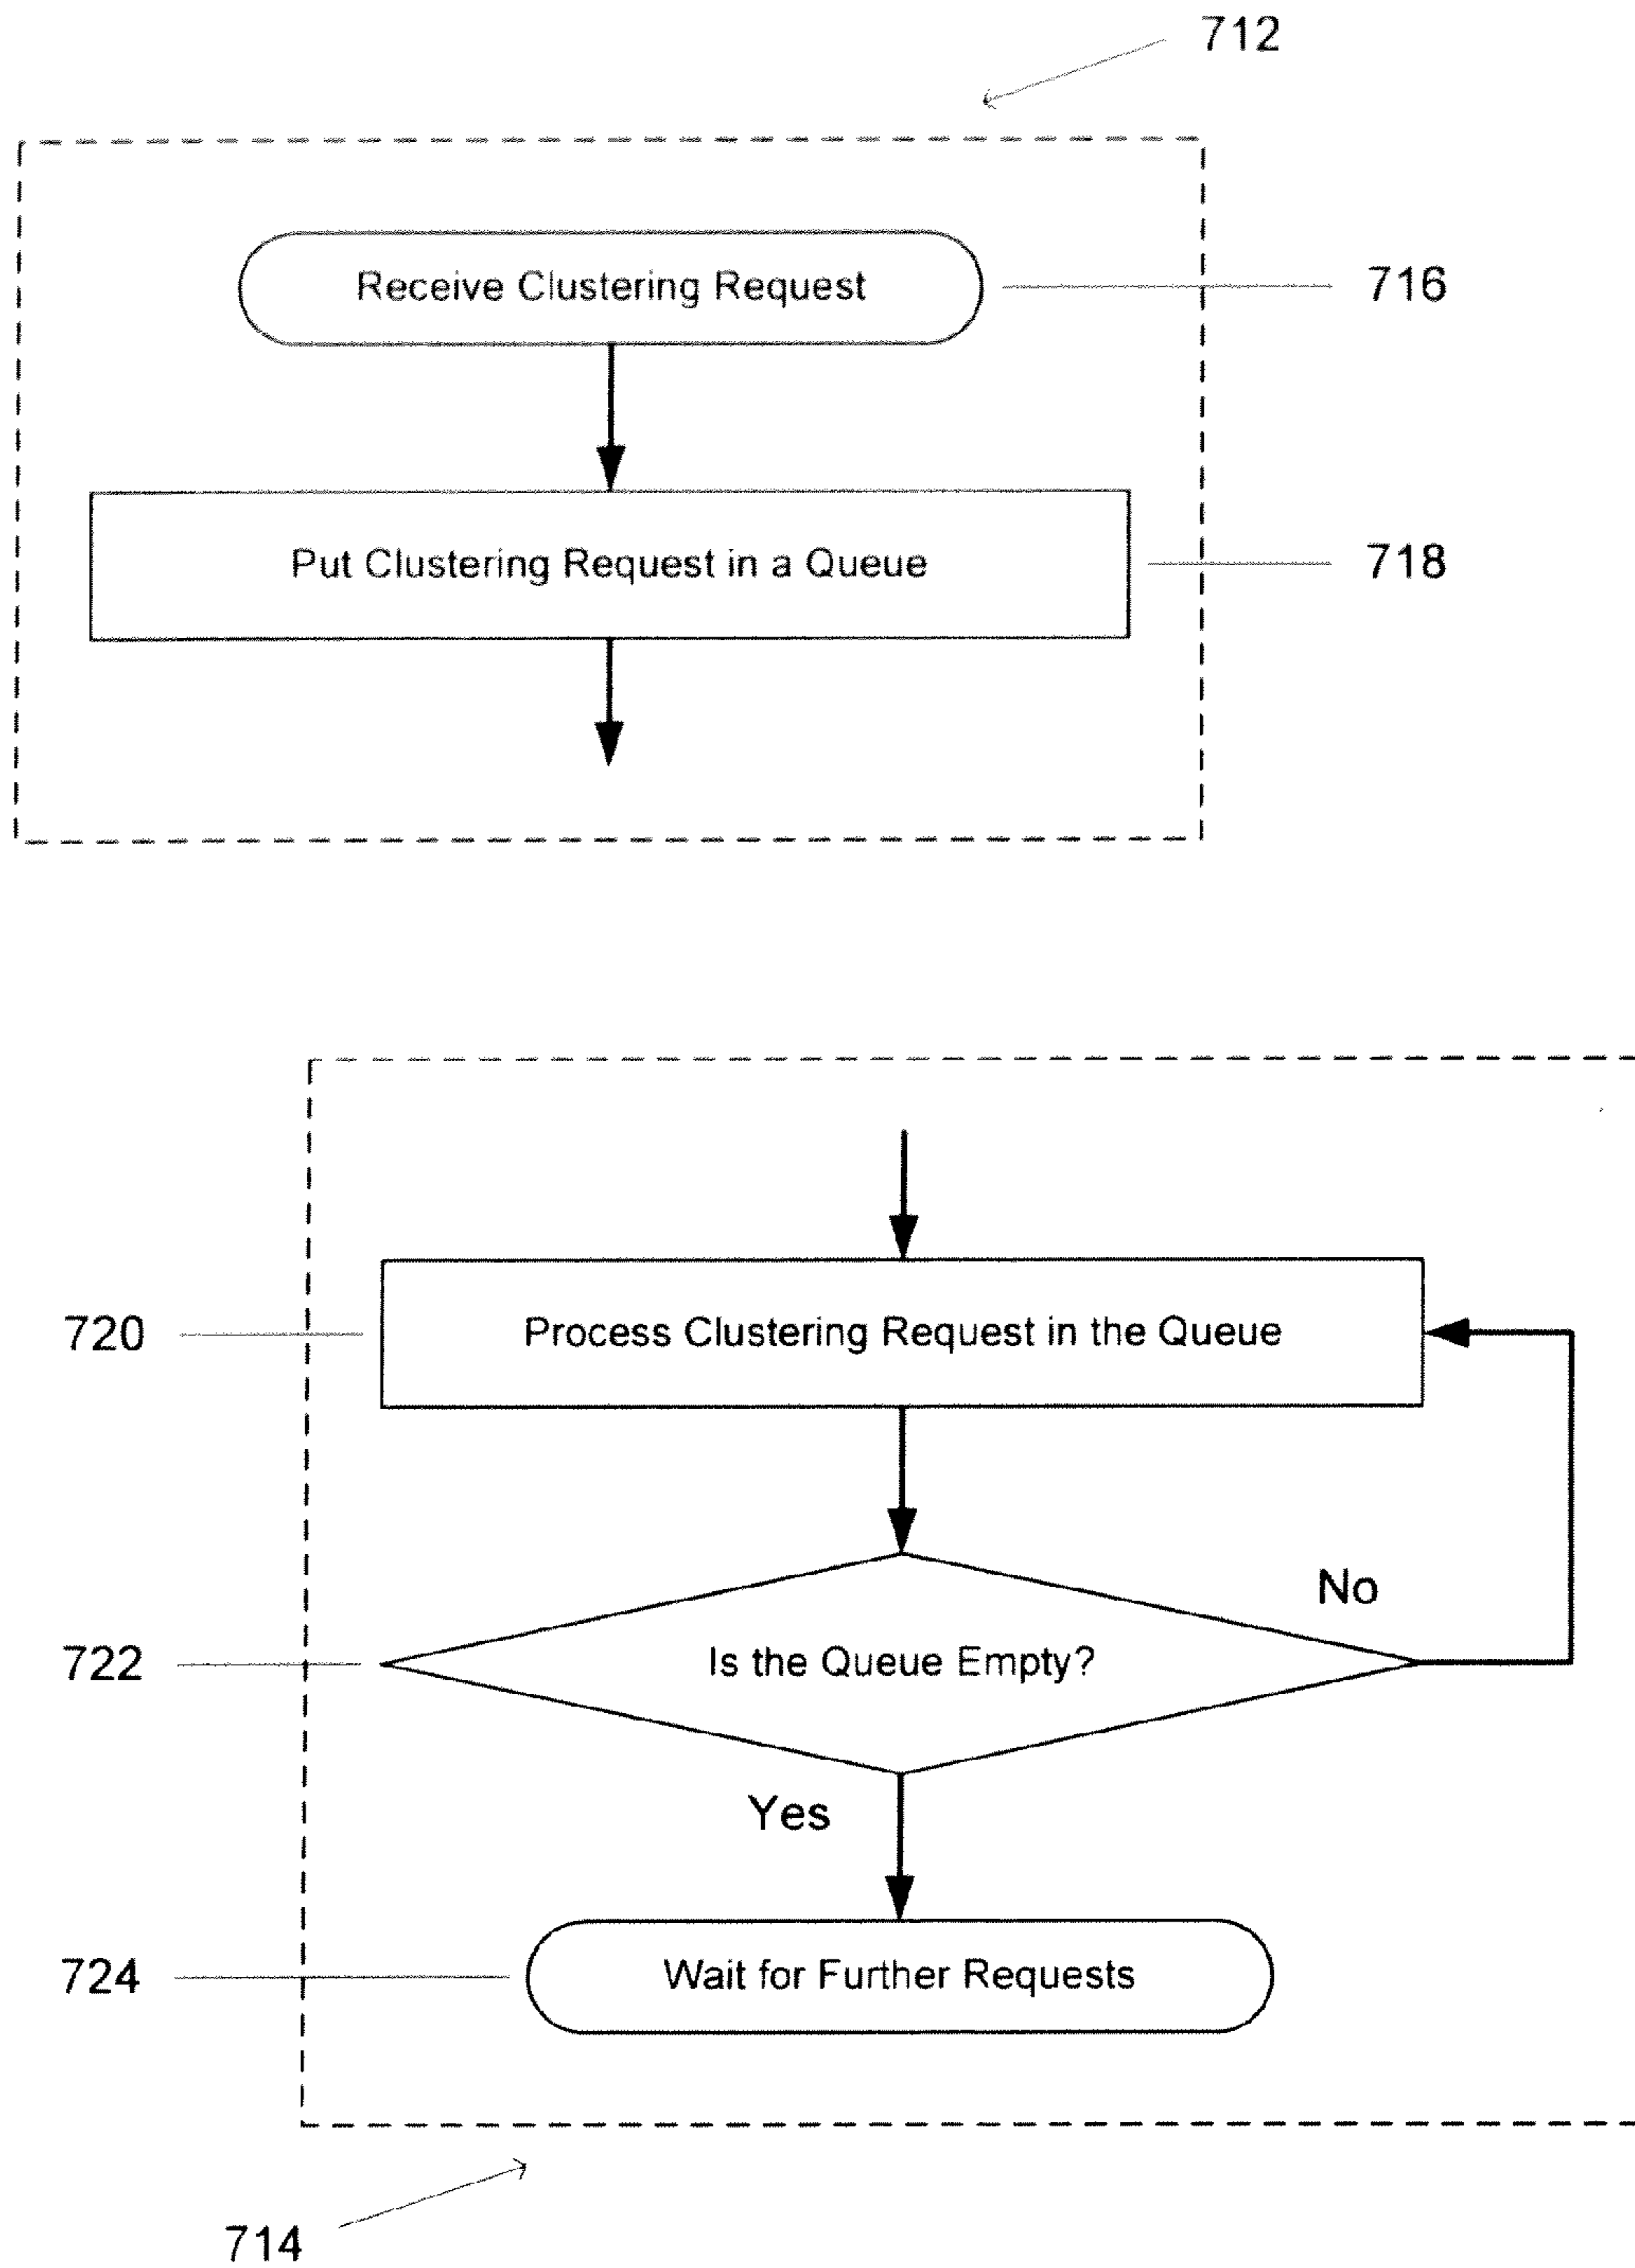 712
Receive Clustering Request
716
Put Clustering Request in a Queue
718
720
Process Clustering Request in the Queue
No
722
Is the Queue Empty?
Yes
724
Wait for Further Requests
714